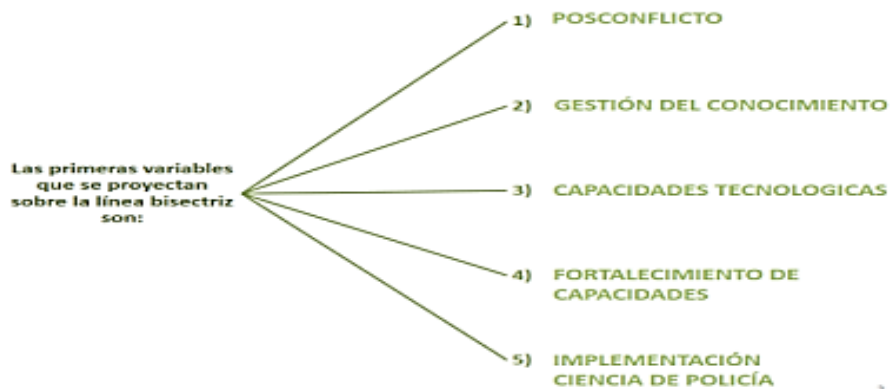 Las primeras variables
que se proyectan
sobre la línea bisectriz
son:
1) POSCONFLICTO
2) GESTIÓN DEL CONOCIMIENTO
3) CAPACIDADES TECNOLOGICAS
4) FORTALECIMIENTO DE
CAPACIDADES
5) IMPLEMENTACIÓN
CIENCIA DE POLICÍA